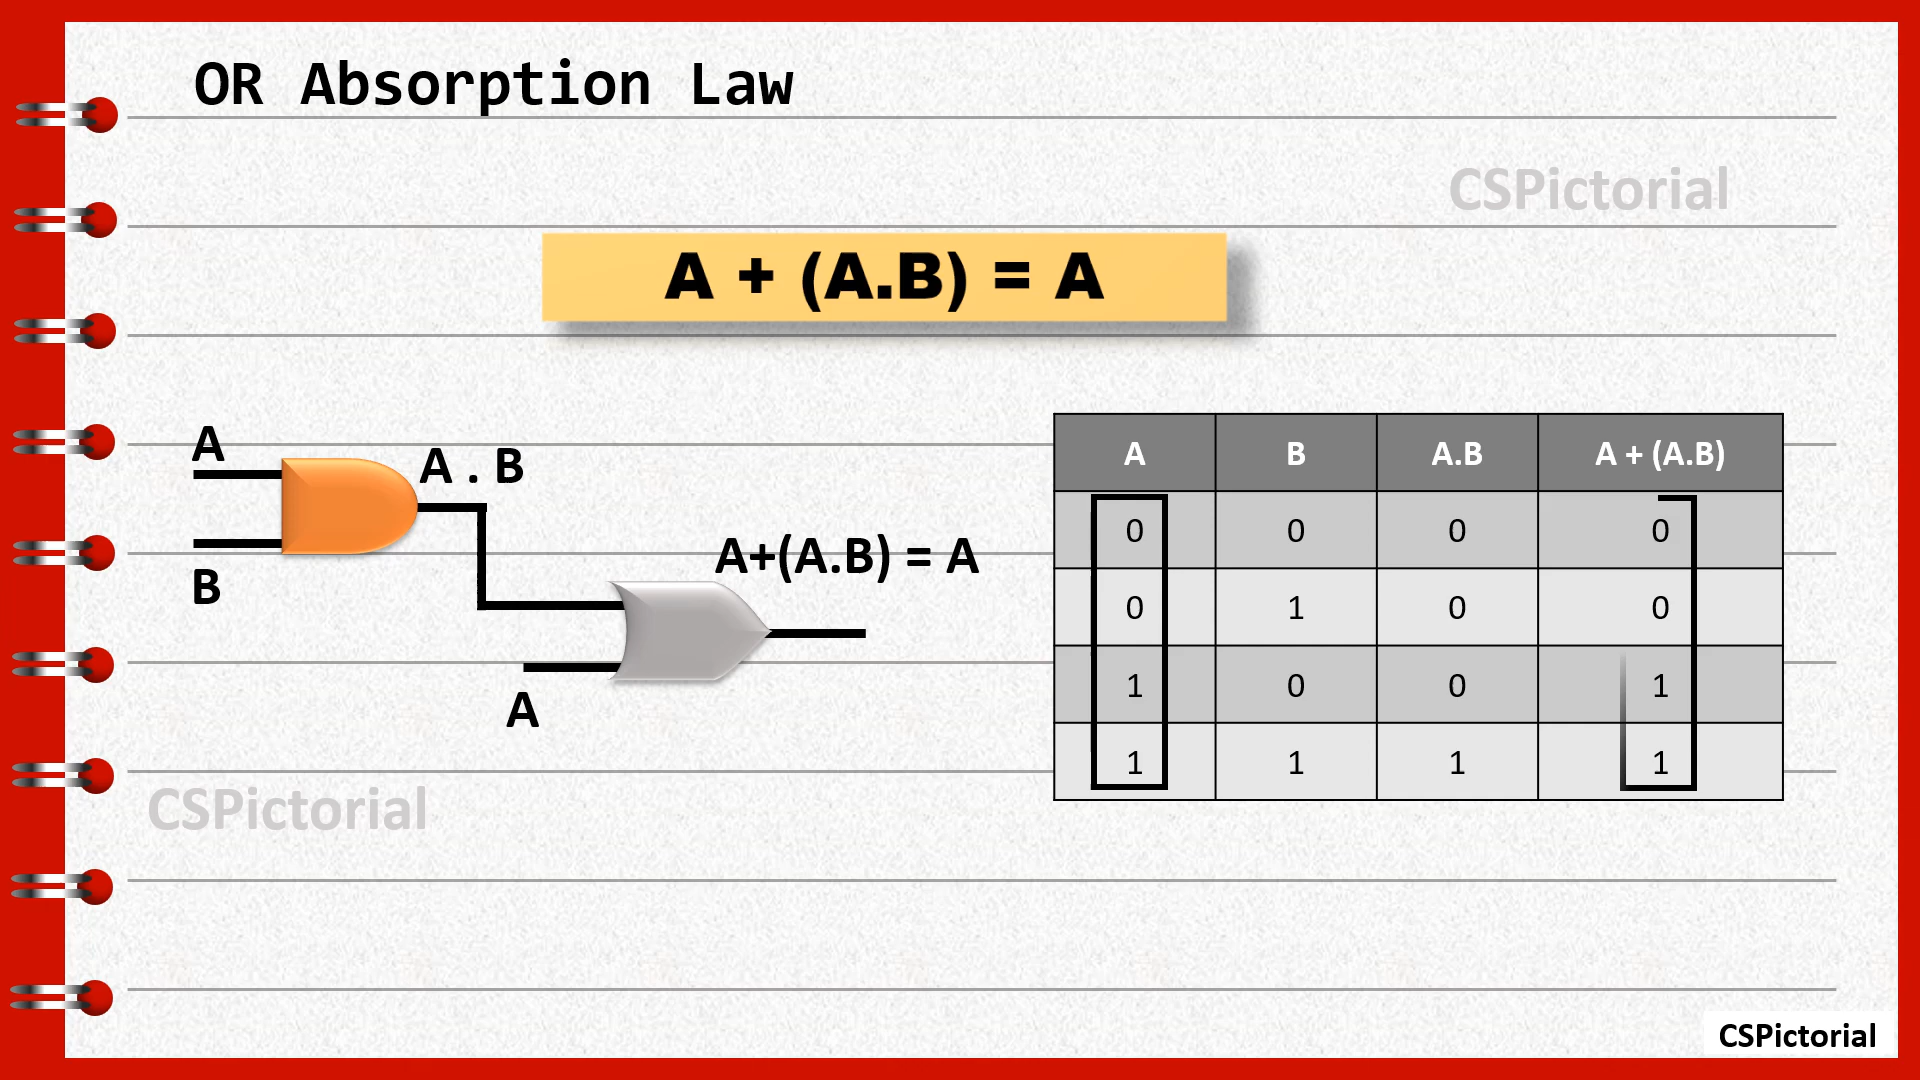 OR Absorption Law
CSPictorial
A + (A.B) = A
A
A . B
B
A+(A.B) = A
A
A B A.B A + (A.B)
0 0 0 0
0 1 0 0
1 0 0 1
1 1 1 1
CSPictorial
CSPictorial